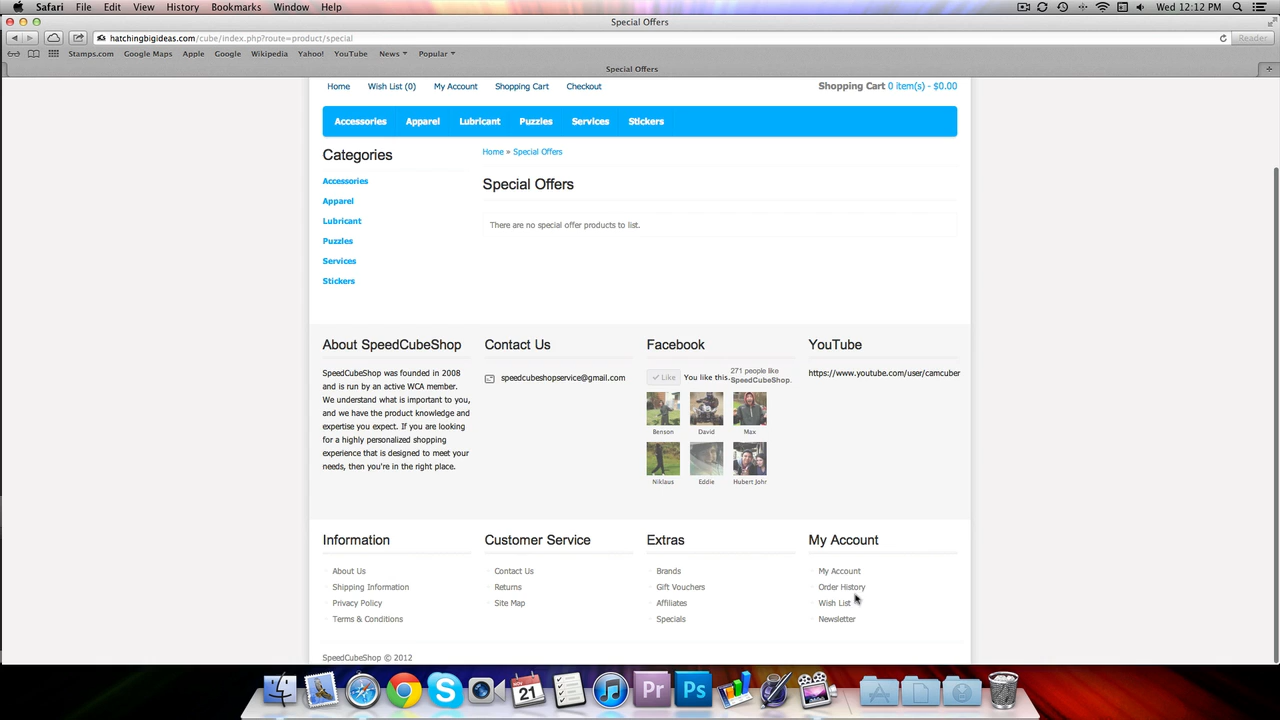 Safari File Edit View History Bookmarks Window Help Wed 12:12 PM
Special Offers
hatchingbigideas.com/cube/index.php?route=product/special Reader
Stamps.com Google Maps Apple Google Wikipedia Yahoo! YouTube News Popular
Special Offers
Home Wish List (0) My Account Shopping Cart Checkout Shopping Cart 0 item(s) - $0.00
Accessories Apparel Lubricant Puzzles Services Stickers
Categories
Accessories
Apparel
Lubricant
Puzzles
Services
Stickers
Home » Special Offers
Special Offers
There are no special offer products to list.
About SpeedCubeShop
SpeedCubeShop was founded in 2008
and is run by an active WCA member.
We understand what is important to you,
and we have the product knowledge and
expertise you expect. If you are looking
for a highly personalized shopping
experience that is designed to meet your
needs, then you're in the right place.
Contact Us
speedcubeshopservice@gmail.com
Facebook
Like You like this. 271 people like
SpeedCubeShop.
Benson David Max
Niklaus Eddie Hubert Johr
YouTube
https://www.youtube.com/user/camcuber
Information
About Us
Shipping Information
Privacy Policy
Terms & Conditions
Customer Service
Contact Us
Returns
Site Map
Extras
Brands
Gift Vouchers
Affiliates
Specials
My Account
My Account
Order History
Wish List
Newsletter
SpeedCubeShop © 2012
NOV
21
Pr
Ps